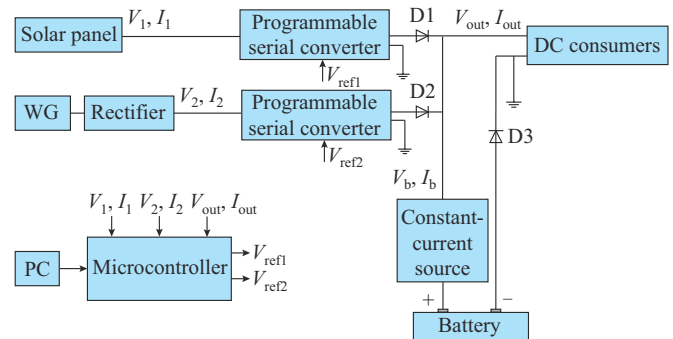 Solar panel
V1, I1
Programmable
serial converter
D1
Vout, Iout
DC consumers
Vref1
WG
Rectifier
V2, I2
Programmable
serial converter
D2
D3
Vref2
Vb, Ib
V1, I1 V2, I2 Vout, Iout
Constant-
current
source
PC
Microcontroller
Vref1
Vref2
+
−
Battery